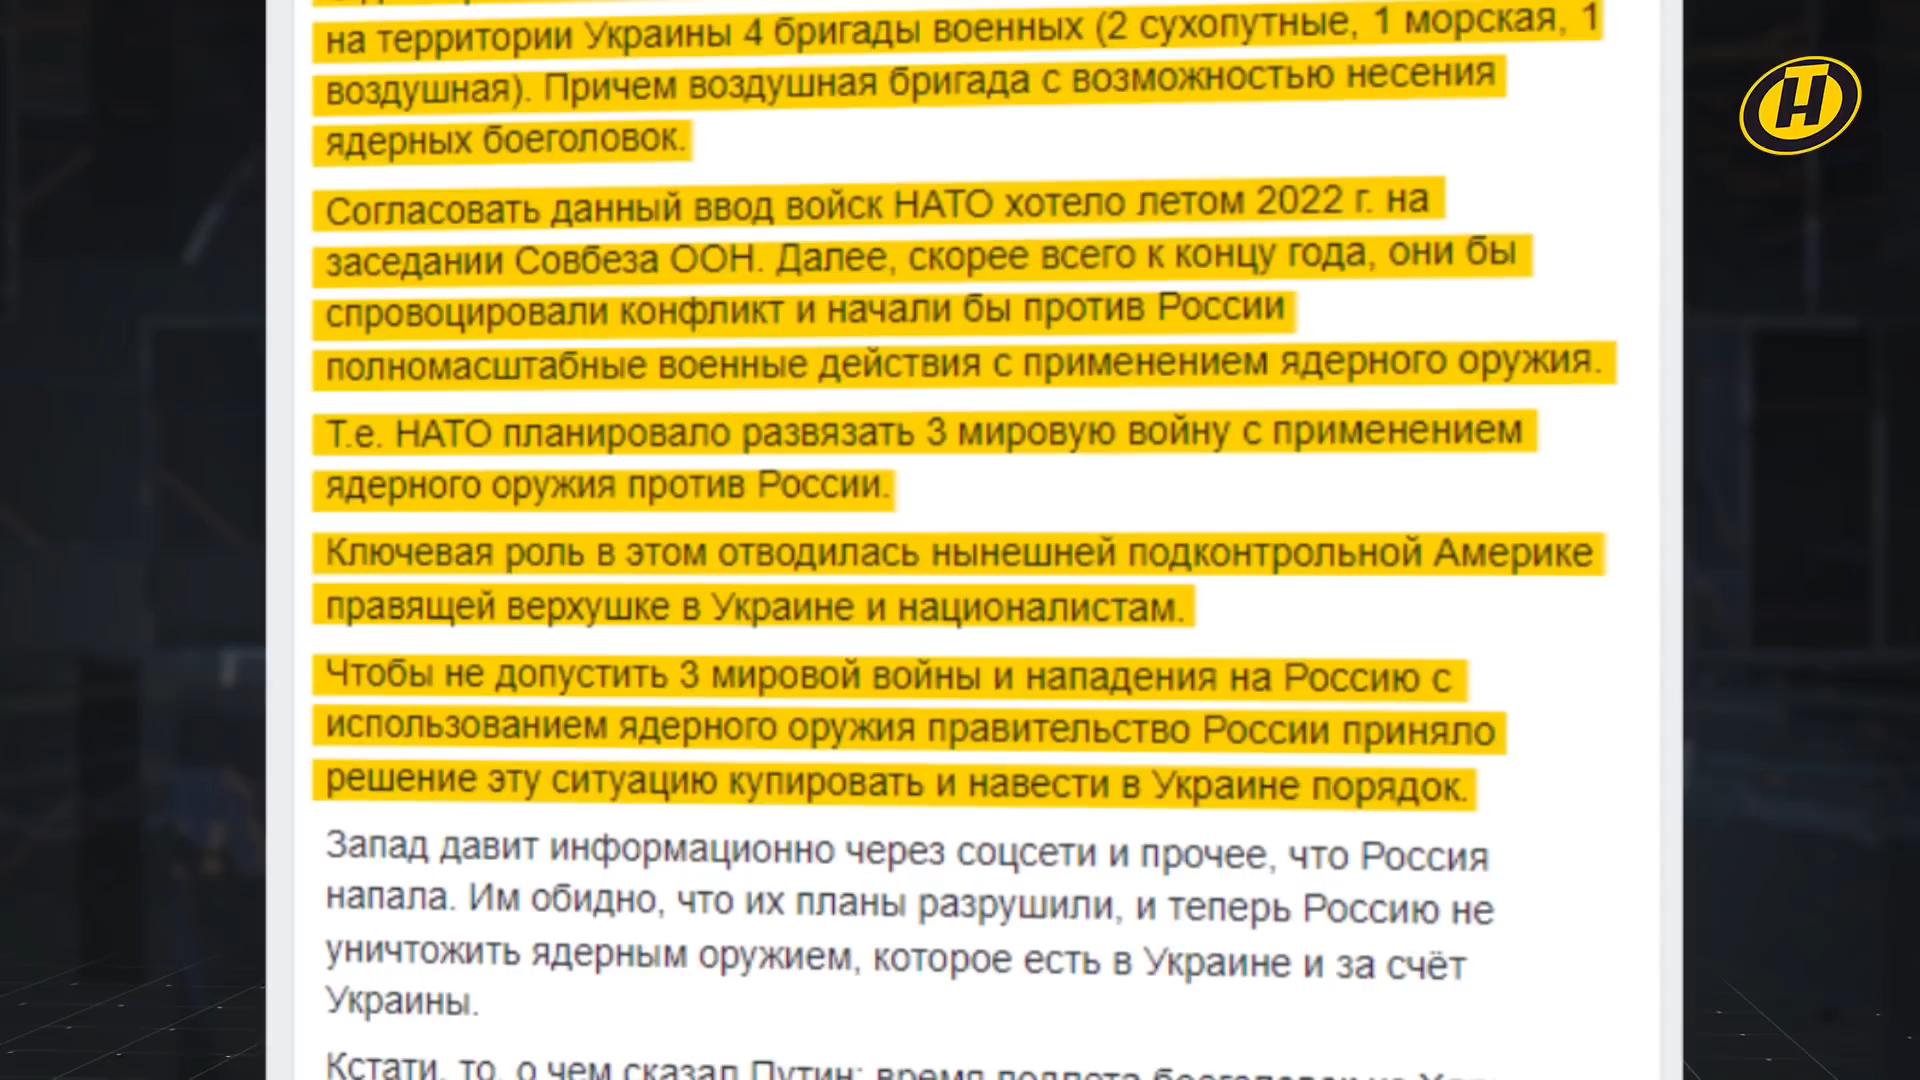 на территории Украины 4 бригады военных (2 сухопутные, 1 морская, 1
воздушная). Причем воздушная бригада с возможностью несения
ядерных боеголовок.
Согласовать данный ввод войск НАТО хотело летом 2022 г. на
заседании Совбеза ООН. Далее, скорее всего к концу года, они бы
спровоцировали конфликт и начали бы против России
полномасштабные военные действия с применением ядерного оружия.
Т.е. НАТО планировало развязать 3 мировую войну с применением
ядерного оружия против России.
Ключевая роль в этом отводилась нынешней подконтрольной Америке
правящей верхушке в Украине и националистам.
Чтобы не допустить 3 мировой войны и нападения на Россию с
использованием ядерного оружия правительство России приняло
решение эту ситуацию купировать и навести в Украине порядок.
Запад давит информационно через соцсети и прочее, что Россия
напала. Им обидно, что их планы разрушили, и теперь Россию не
уничтожить ядерным оружием, которое есть в Украине и за счёт
Украины.
Кстати, то, о чем сказал Путин: время подлета боеголовок из